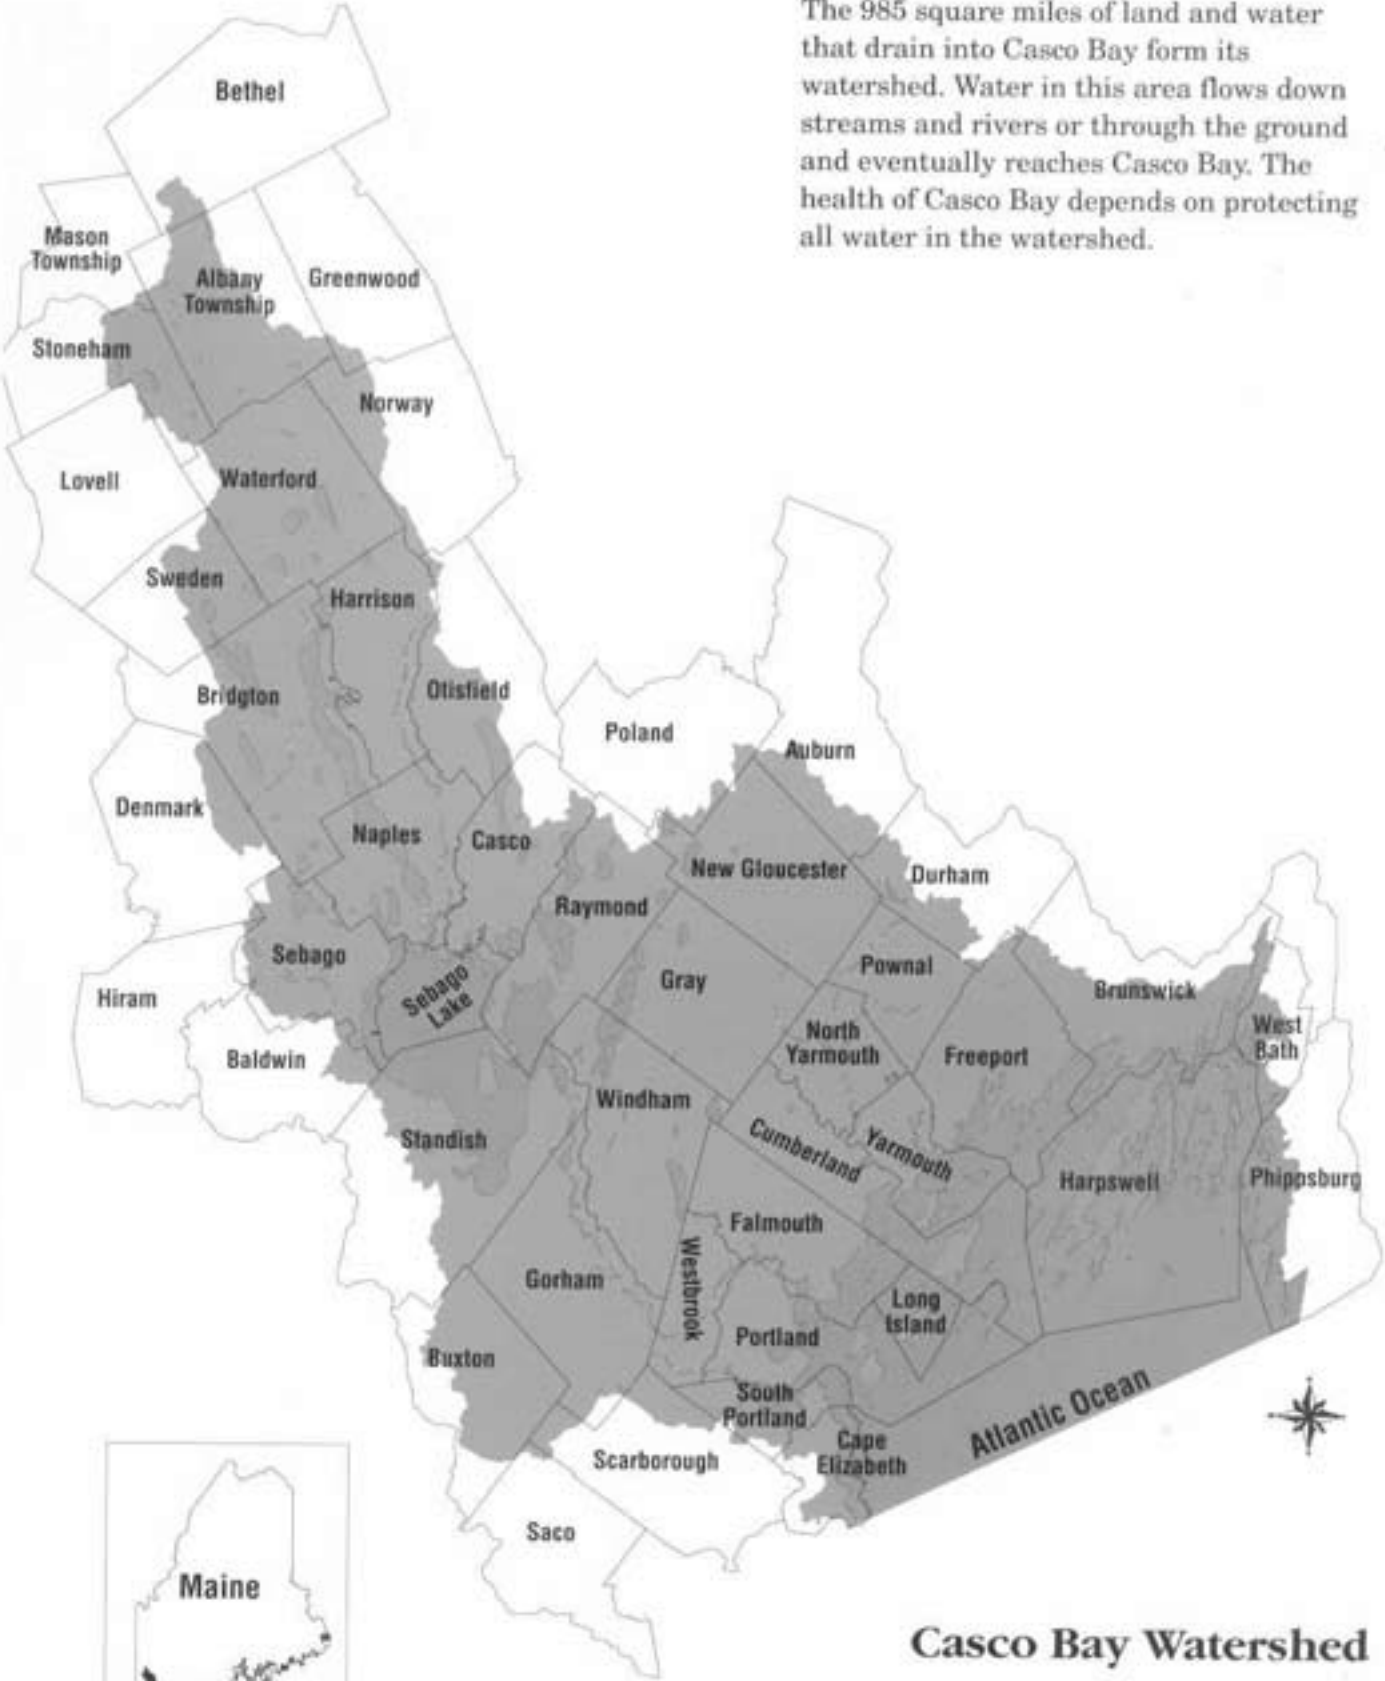 The 985 square miles of land and water
that drain into Casco Bay form its
watershed. Water in this area flows down
streams and rivers or through the ground
and eventually reaches Casco Bay. The
health of Casco Bay depends on protecting
all water in the watershed.
Bethel
Mason
Township
Albany
Township
Greenwood
Stoneham
Norway
Lovell
Waterford
Sweden
Harrison
Bridgton
Otisfield
Poland
Auburn
Denmark
Naples
Casco
New Gloucester
Durham
Raymond
Sebago
Sebago
Lake
Gray
Pownal
Brunswick
Hiram
North
Yarmouth
Freeport
West
Bath
Baldwin
Windham
Standish
Cumberland
Yarmouth
Harpswell
Phippsburg
Falmouth
Westbrook
Gorham
Long
Island
Portland
Buxton
South
Portland
Atlantic Ocean
Cape
Elizabeth
Scarborough
Saco
Maine
Casco Bay Watershed